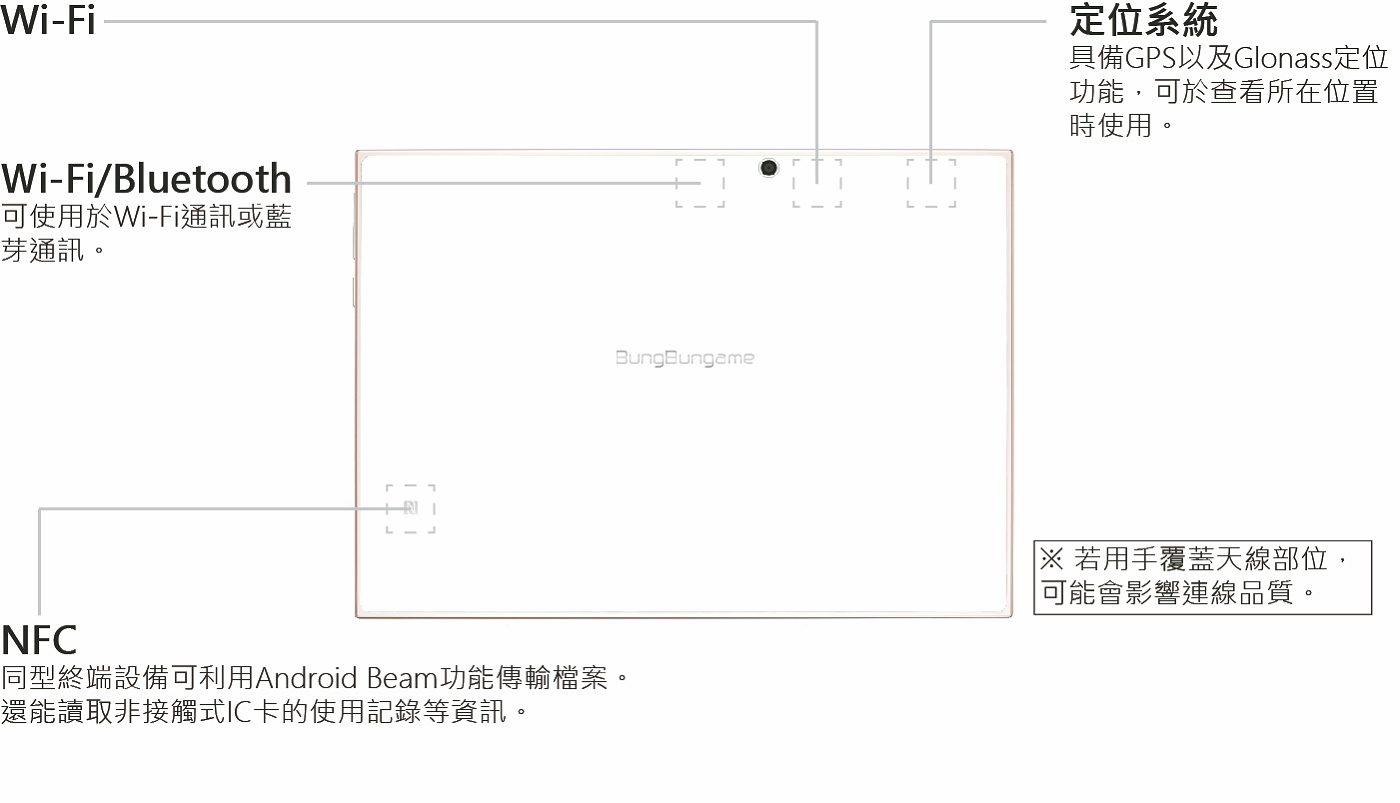 Wi-Fi
定位系統
具備GPS以及Glonass定位
功能，可於查看所在位置
時使用。
Wi-Fi/Bluetooth
可使用於Wi-Fi通訊或藍
芽通訊。
BungBungame
※ 若用手覆蓋天線部位，
可能會影響連線品質。
NFC
同型終端設備可利用Android Beam功能傳輸檔案。
還能讀取非接觸式IC卡的使用記錄等資訊。